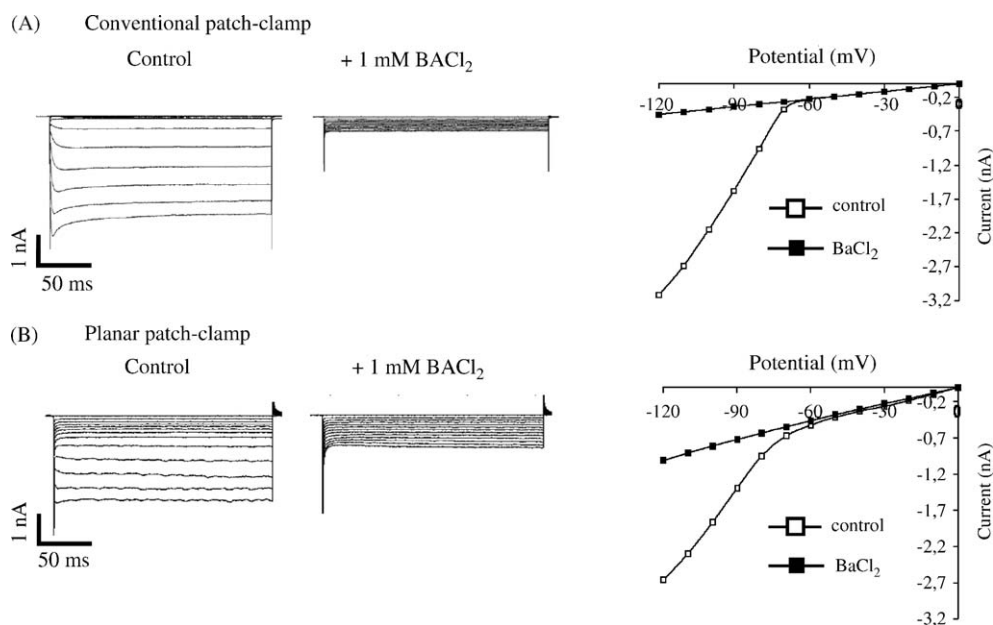 (A) Conventional patch-clamp
Control
+ 1 mM BACl2
1 nA
50 ms
Potential (mV)
-120 -90 -60 -30 0
-0,2
-0,7
-1,2
-1,7
-2,2
-2,7
-3,2
Current (nA)
control
BaCl2
(B) Planar patch-clamp
Control
+ 1 mM BACl2
1 nA
50 ms
Potential (mV)
-120 -90 -60 -30 0
-0,2
-0,7
-1,2
-1,7
-2,2
-2,7
-3,2
Current (nA)
control
BaCl2